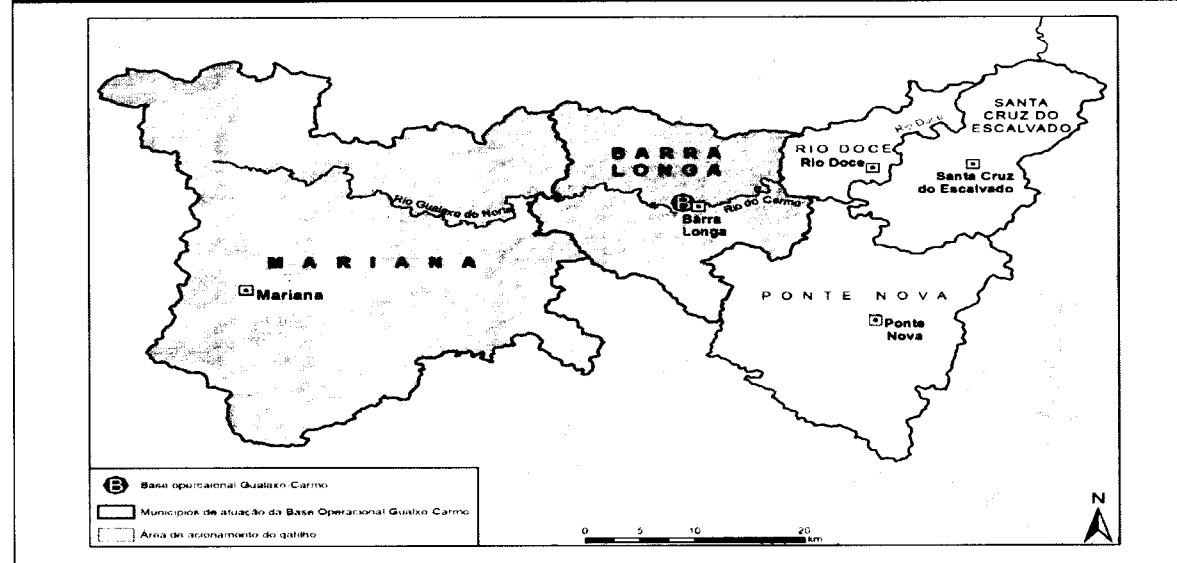 SANTA
CRUZ DO
ESCALVADO
Rio Doce
RIO DOCE
Rio Doce
Santa Cruz
do Escalvado
BARRA
LONGA
Rio do Carmo
B
Barra
Longa
Rio Gualaxo do Norte
MARIANA
Mariana
PONTE NOVA
Ponte
Nova
B Base operacional Gualaxo-Carmo
Municípios de atuação da Base Operacional Gualxo-Carmo
Área de acionamento do gatilho
0 5 10 20
km
N